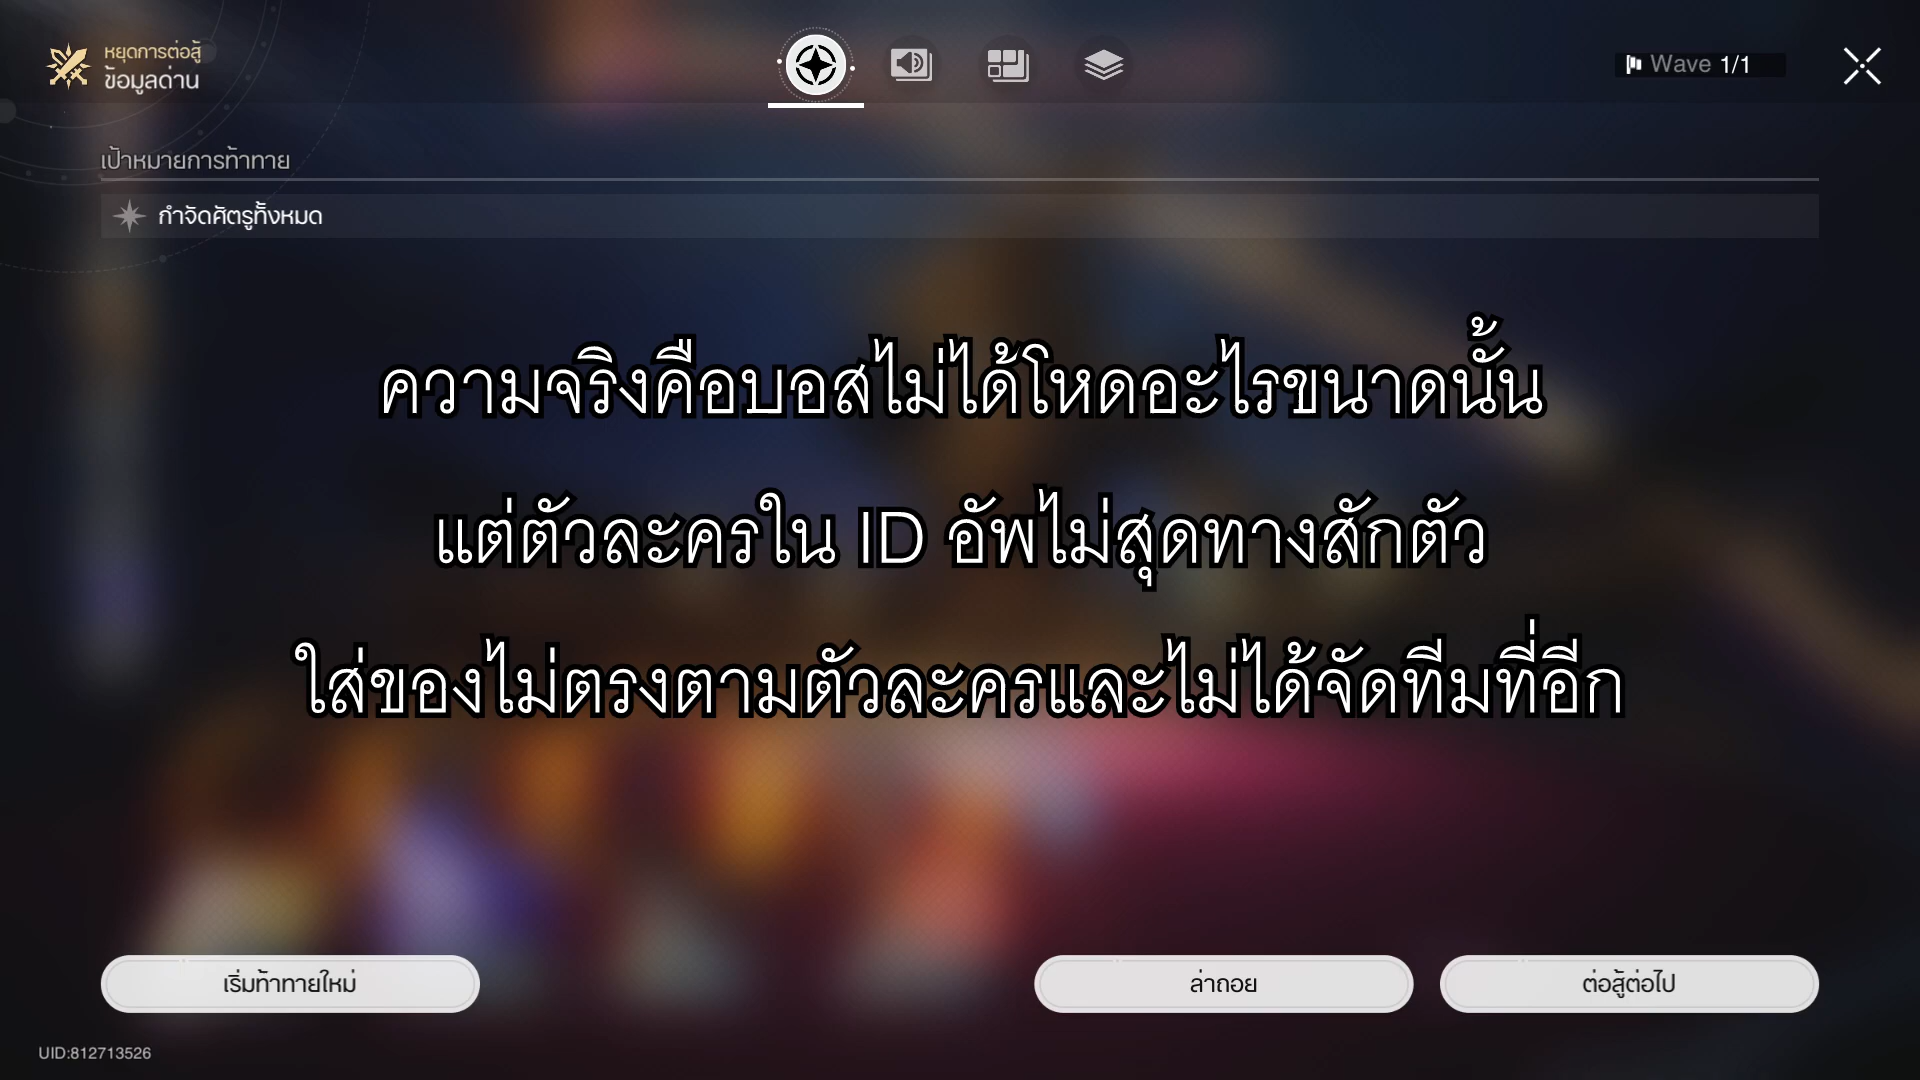 หยุดการต่อสู้
ข้อมูลด่าน
Wave 1/1
เป้าหมายการท้าทาย
กำจัดศัตรูทั้งหมด
ความจริงคือบอสไม่ได้โหดอะไรขนาดนั้น
แต่ตัวละครใน ID อัพไม่สุดทางสักตัว
ใส่ของไม่ตรงตามตัวละครและไม่ได้จัดทีมที่อีก
เริ่มท้าทายใหม่
ล่าถอย
ต่อสู้ต่อไป
UID:812713526